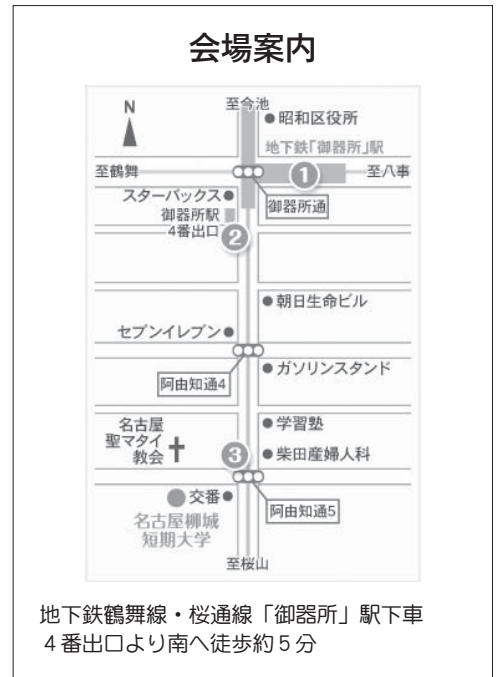 会場案内
N
至今池
昭和区役所
地下鉄「御器所」駅
至鶴舞
1
至八事
スターバックス
御器所通
御器所駅
4番出口
2
朝日生命ビル
セブンイレブン
ガソリンスタンド
阿由知通4
名古屋
聖マタイ
教会
学習塾
3
柴田産婦人科
交番
阿由知通5
名古屋柳城
短期大学
至桜山
地下鉄鶴舞線・桜通線「御器所」駅下車
4番出口より南へ徒歩約5分